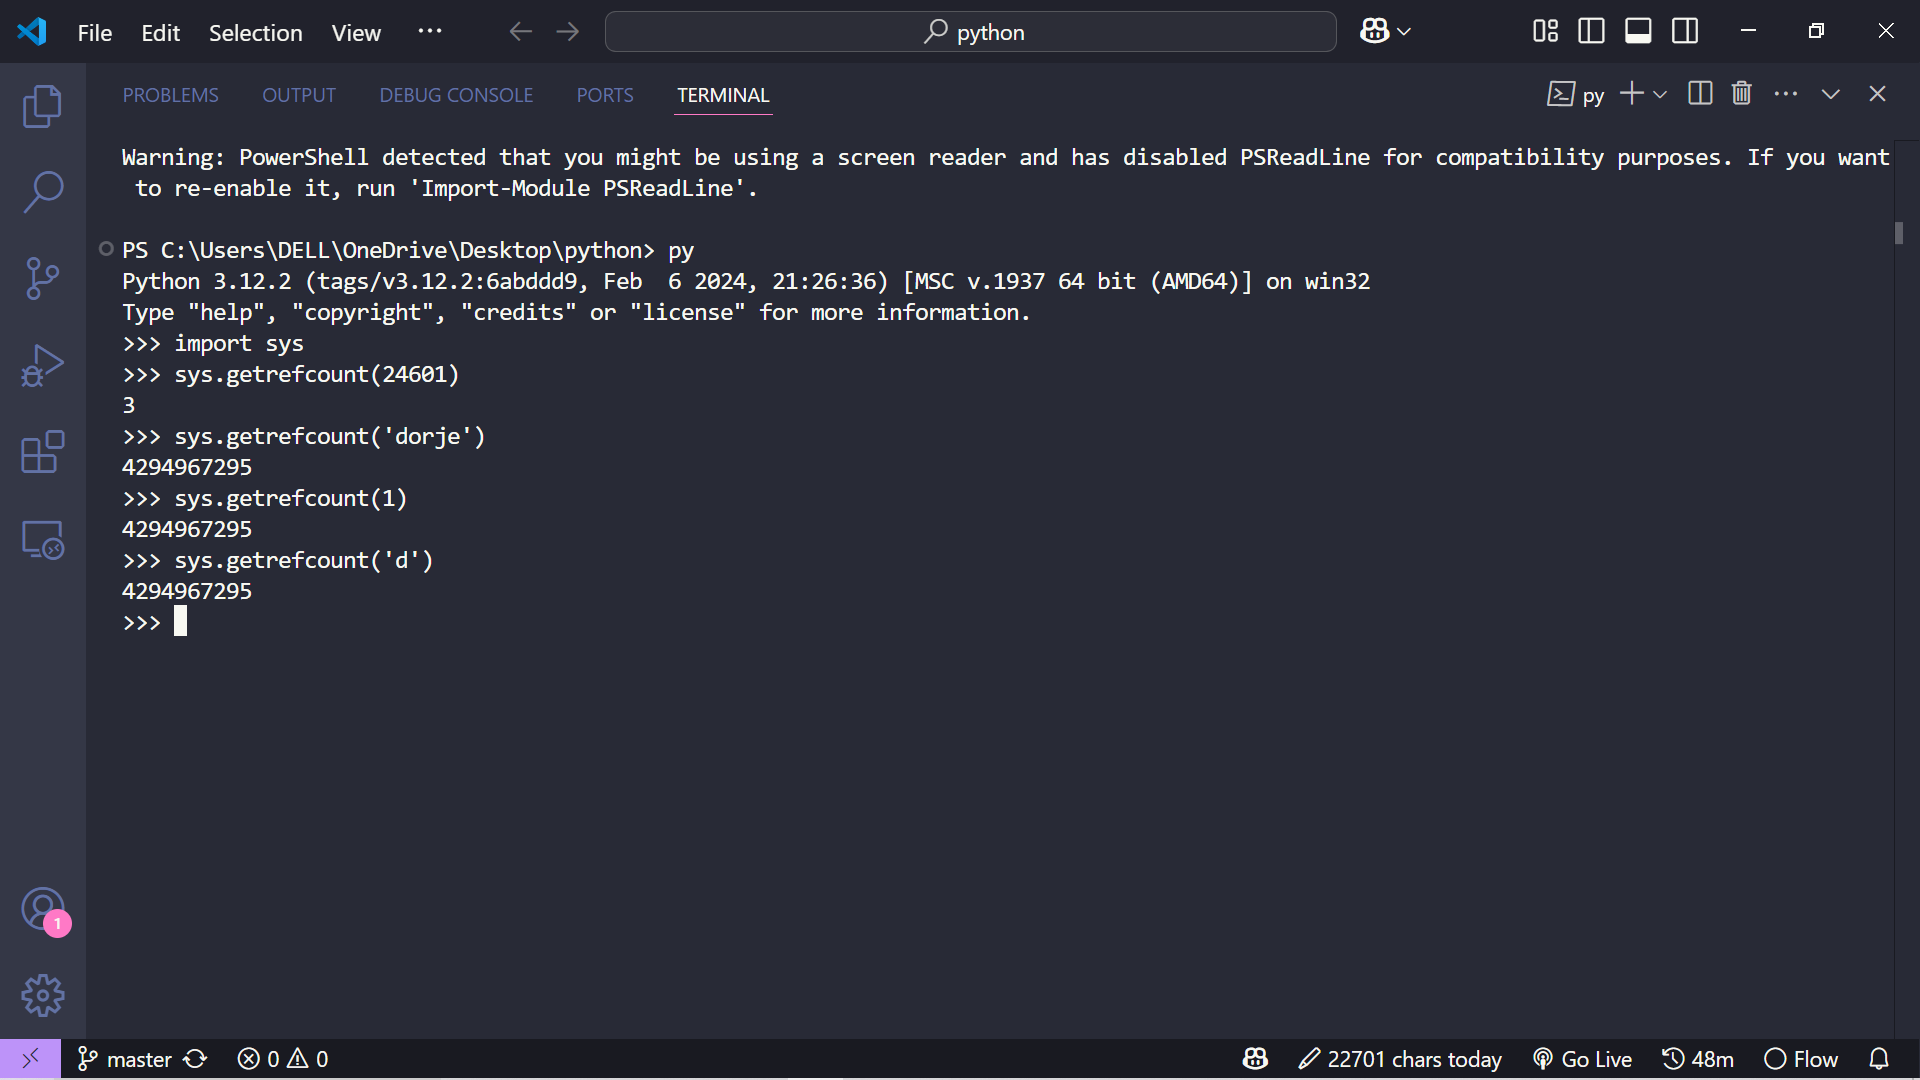 File Edit Selection View ··· python
PROBLEMS OUTPUT DEBUG CONSOLE PORTS TERMINAL py
Warning: PowerShell detected that you might be using a screen reader and has disabled PSReadLine for compatibility purposes. If you want
to re-enable it, run 'Import-Module PSReadLine'.
PS C:\Users\DELL\OneDrive\Desktop\python> py
Python 3.12.2 (tags/v3.12.2:6abddd9, Feb  6 2024, 21:26:36) [MSC v.1937 64 bit (AMD64)] on win32
Type "help", "copyright", "credits" or "license" for more information.
>>> import sys
>>> sys.getrefcount(24601)
3
>>> sys.getrefcount('dorje')
4294967295
>>> sys.getrefcount(1)
4294967295
>>> sys.getrefcount('d')
4294967295
>>>
1
master 0 0 22701 chars today Go Live 48m Flow